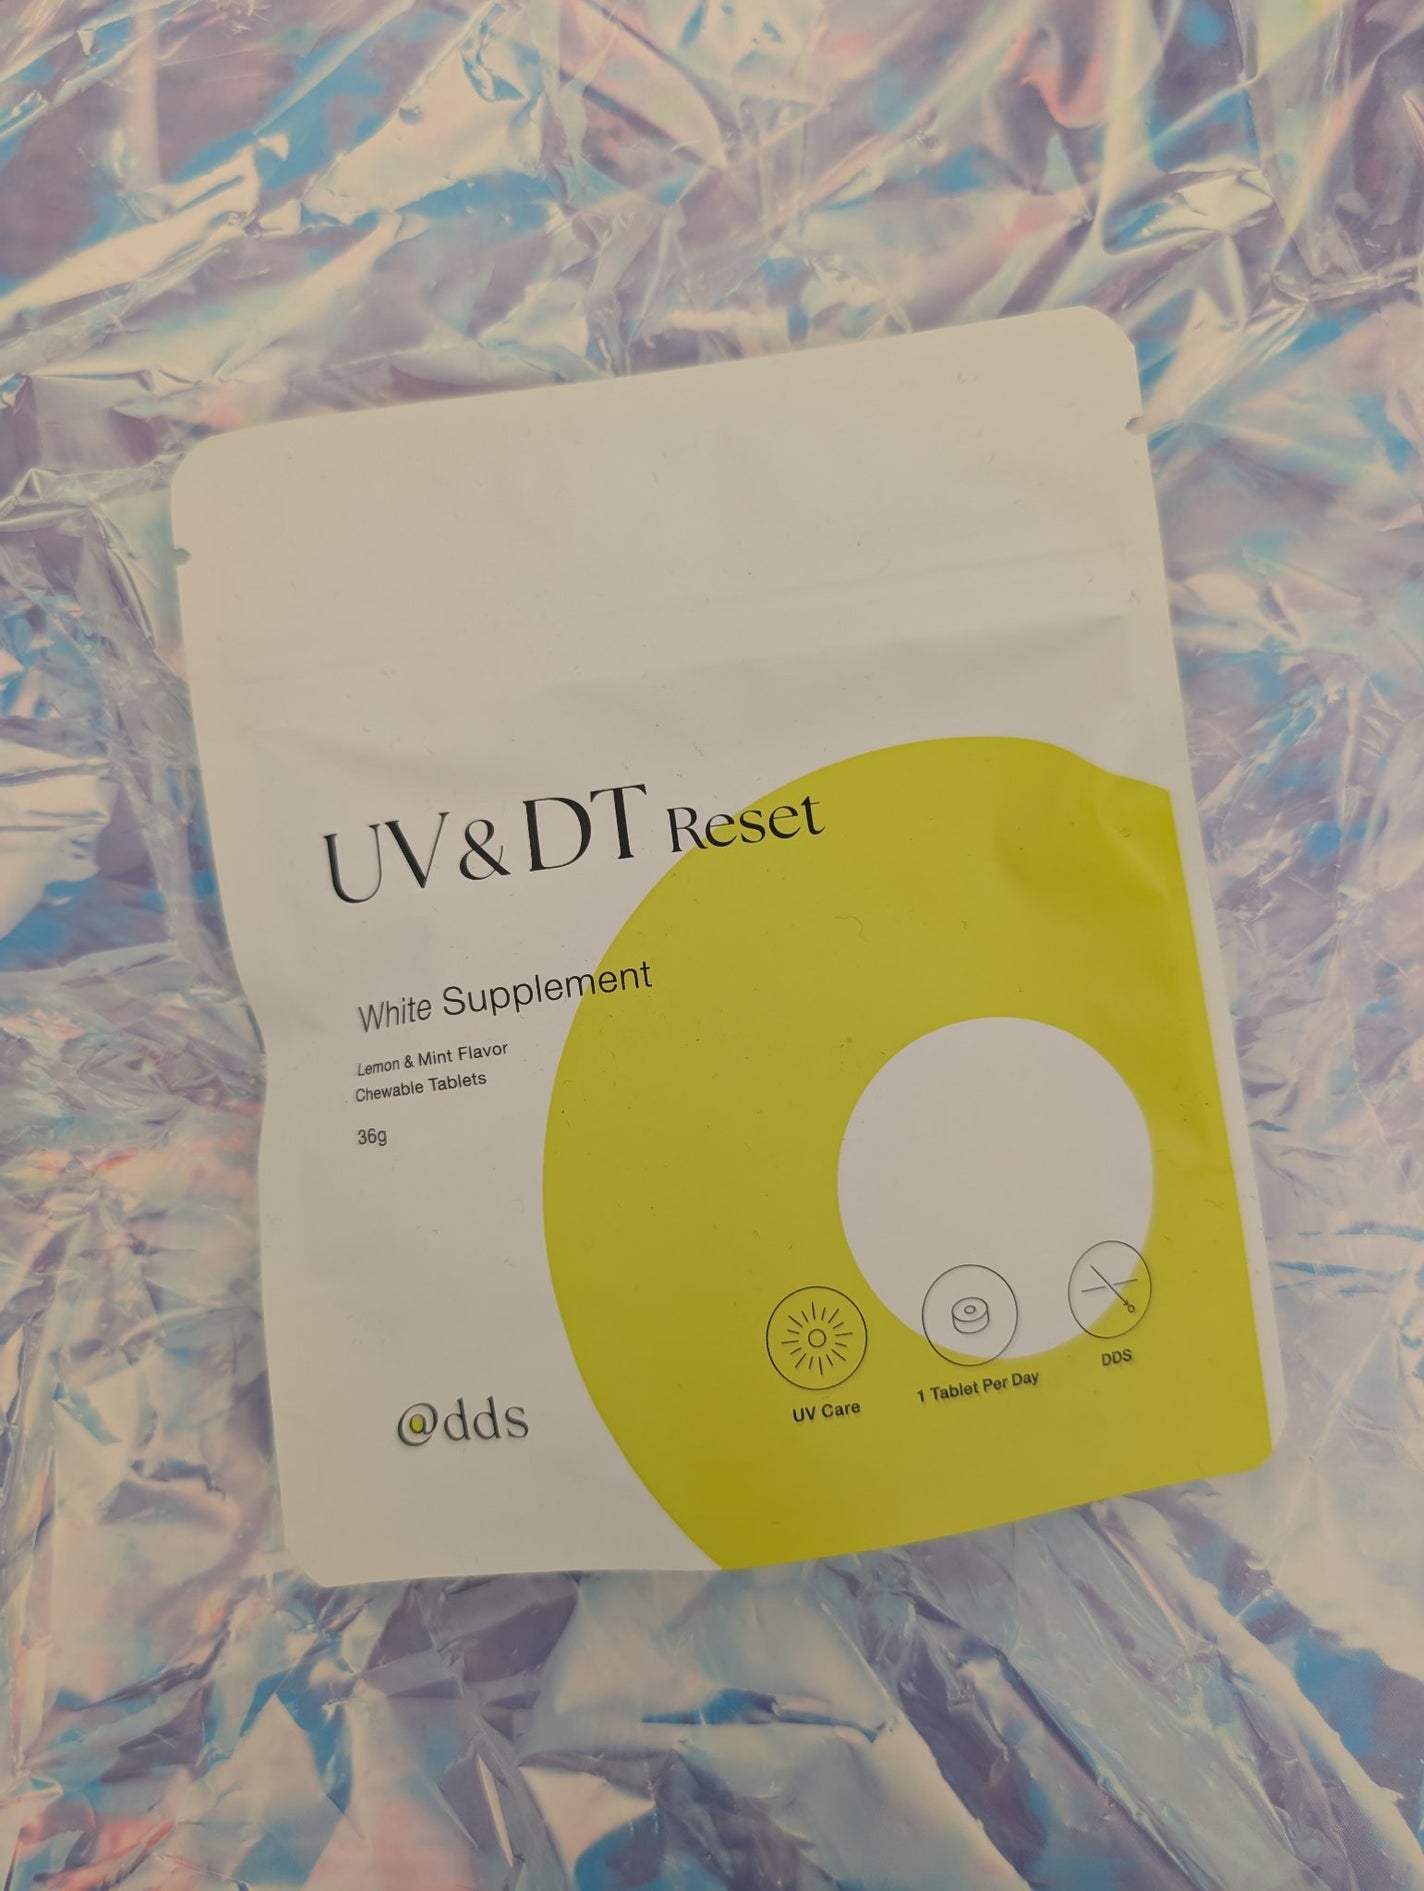 UV & DT Reset
White Supplement
Lemon & Mint Flavor
Chewable Tablets
36g
UV Care
1 Tablet Per Day
DDS
@dds